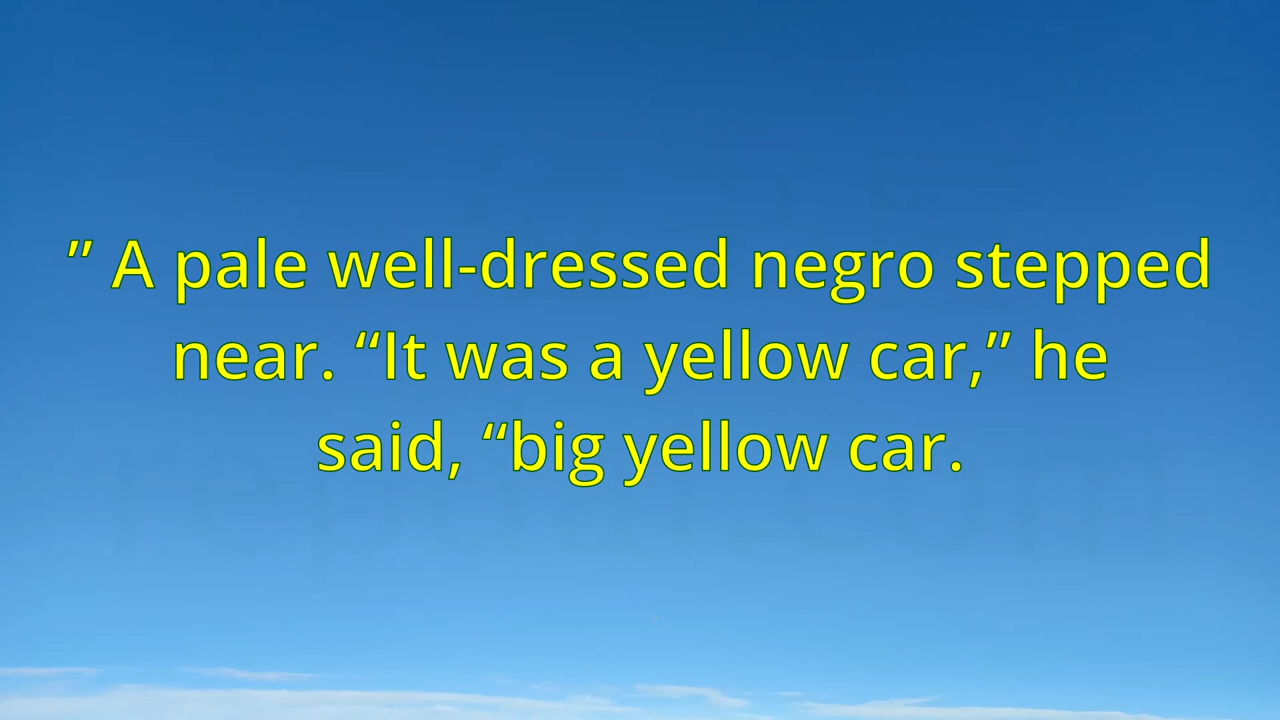 ” A pale well-dressed negro stepped
near. “It was a yellow car,” he
said, “big yellow car.